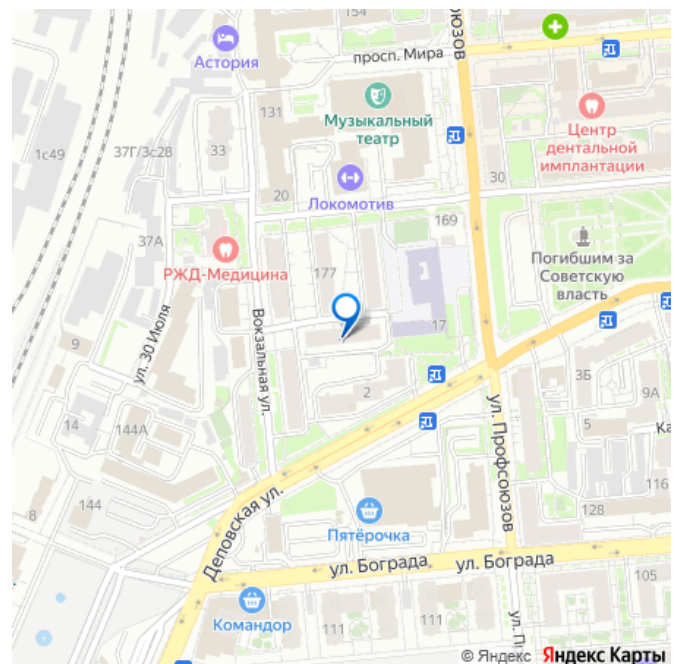 154
СОЮЗОВ
Астория
просп. Мира
131
Музыкальный
театр
Центр
дентальной
имплантации
1с49
37Г/3с28
33
20
Локомотив
30
169
37А
РЖД-Медицина
177
Погибшим за
Советскую
власть
ул. 30 Июля
Вокзальная ул.
17
9
2
3Б
9А
14
144А
5
Ка
ул. Профсоюзов
116
144
128
8
Деповская ул.
Пятёрочка
ул. Бограда
ул. Бограда
105
Командор
111
111
ул. П
© Яндекс Яндекс Карты